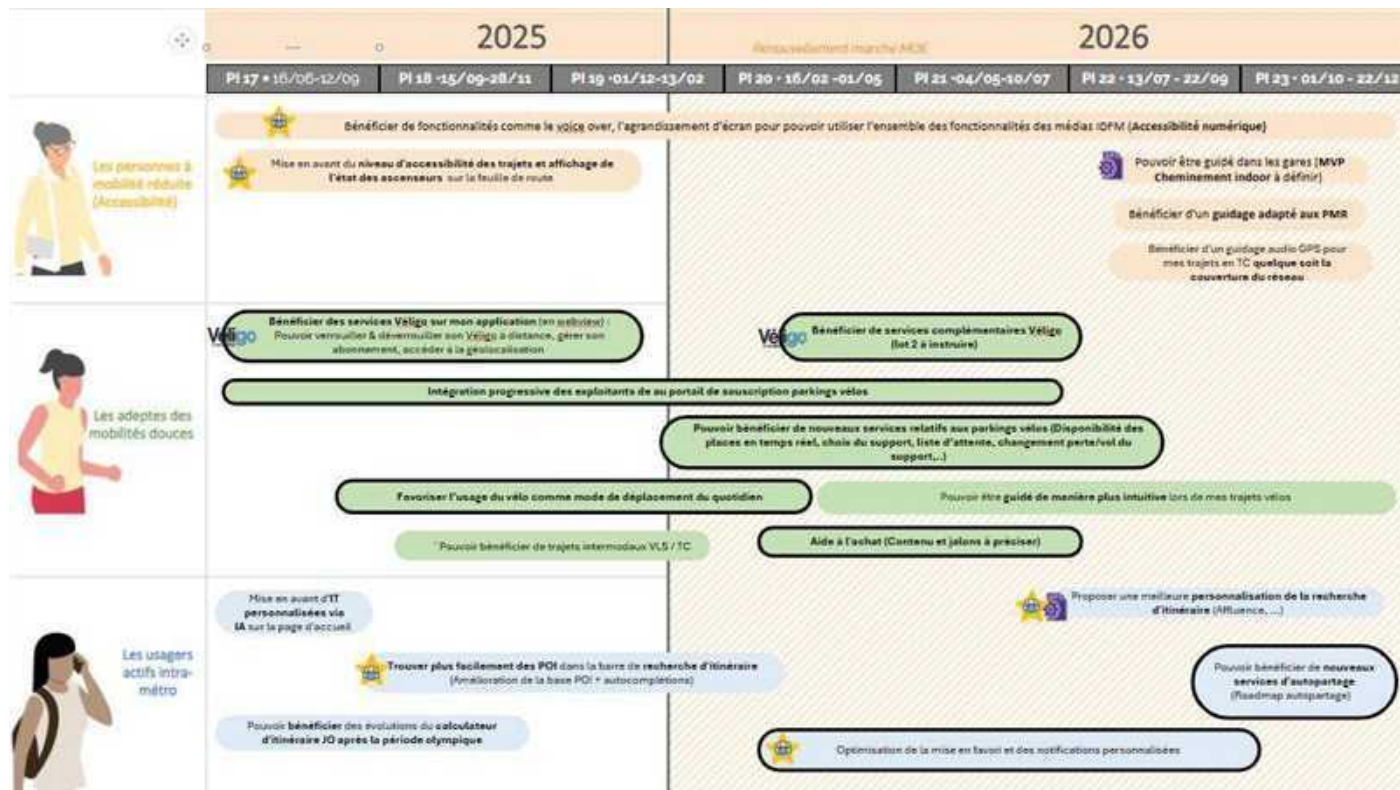 2025
2026
Renouvellement marché MOE
PI 17 • 16/06-12/09
PI 18 -15/09-28/11
PI 19 -01/12-13/02
PI 20 - 16/02 -01/05
PI 21 -04/05-10/07
PI 22 - 13/07 - 22/09
PI 23 - 01/10 - 22/12
Les personnes à
mobilité réduite
(Accessibilité)
Bénéficier de fonctionnalités comme le voice over, l'agrandissement d'écran pour pouvoir utiliser l'ensemble des fonctionnalités des médias IDFM (Accessibilité numérique)
Mise en avant du niveau d'accessibilité des trajets et affichage de
l'état des ascenseurs sur la feuille de route
Pouvoir être guidé dans les gares (MVP
Cheminement indoor à définir)
Bénéficier d'un guidage adapté aux PMR
Bénéficier d'un guidage audio GPS pour
mes trajets en TC quelque soit la
couverture du réseau
Les adeptes des
mobilités douces
Véligo
Bénéficier des services Véligo sur mon application (en webview) :
Pouvoir verrouiller & déverrouiller son Véligo à distance, gérer son
abonnement, accéder à la géolocalisation
Véligo
Bénéficier de services complémentaires Véligo
(lot 2 à instruire)
Intégration progressive des exploitants de au portail de souscription parkings vélos
Pouvoir bénéficier de nouveaux services relatifs aux parkings vélos (Disponibilité des
places en temps réel, choix du support, liste d'attente, changement perte/vol du
support,..)
Favoriser l'usage du vélo comme mode de déplacement du quotidien
Pouvoir être guidé de manière plus intuitive lors de mes trajets vélos
Pouvoir bénéficier de trajets intermodaux VLS / TC
Aide à l'achat (Contenu et jalons à préciser)
Les usagers
actifs intra-
métro
Mise en avant d'IT
personnalisées via
IA sur la page d'accueil
Proposer une meilleure personnalisation de la recherche
d'itinéraire (Affluence, ...)
Trouver plus facilement des POI dans la barre de recherche d'itinéraire
(Amélioration de la base POI + autocomplétions)
Pouvoir bénéficier de nouveaux
services d'autopartage
(Roadmap autopartage)
Pouvoir bénéficier des évolutions du calculateur
d'itinéraire JO après la période olympique
Optimisation de la mise en favori et des notifications personnalisées